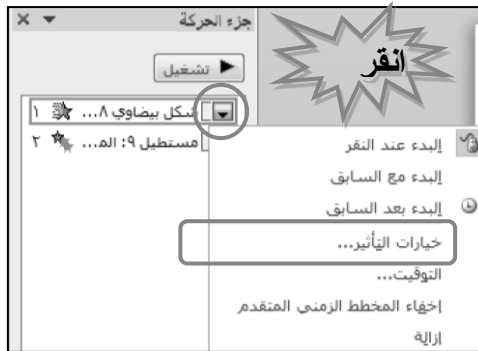 جزء الحركة
انقر
تشغيل
شكل بيضاوي ٨... ١
مستطيل ٩: الم... ٢
البدء عند النقر
البدء مع السابق
البدء بعد السابق
خيارات التأثير...
التوقيت...
إخفاء المخطط الزمني المتقدم
إزالة